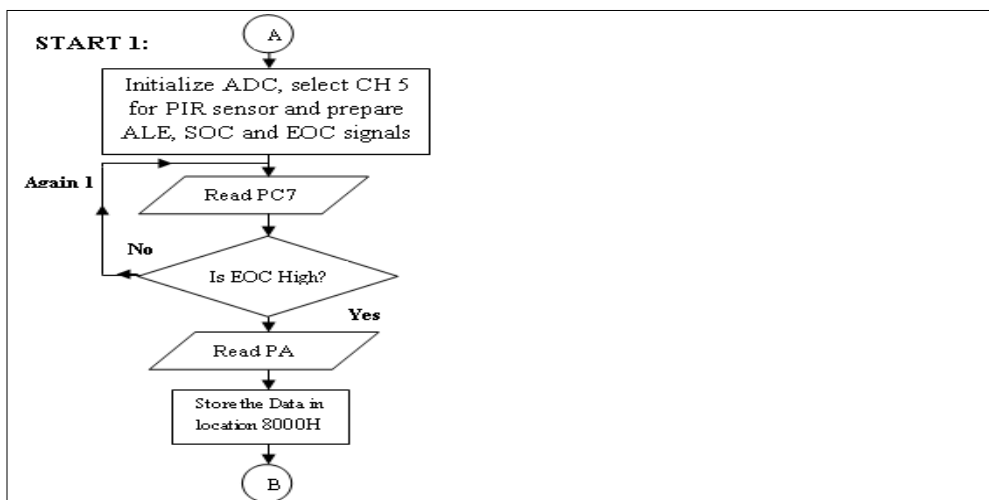 START 1:
A
Initialize ADC, select CH 5
for PIR sensor and prepare
ALE, SOC and EOC signals
Again 1
Read PC7
No
Is EOC High?
Yes
Read PA
Store the Data in
location 8000H
B